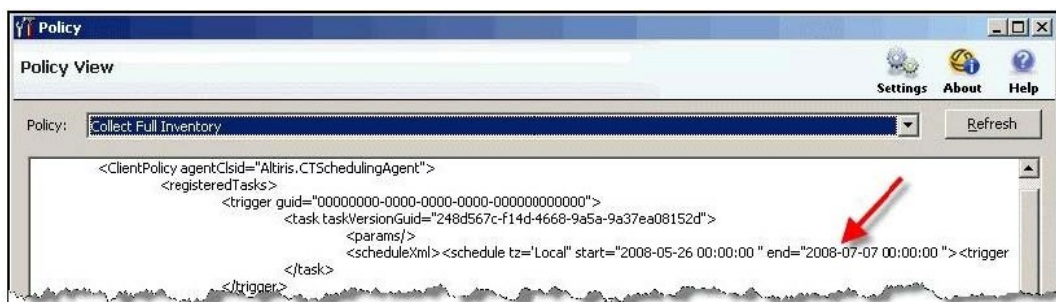 Policy
Policy View
Settings About Help
Policy: Collect Full Inventory Refresh
<ClientPolicy agentClsid="Altiris.CTSchedulingAgent">
<registeredTasks>
<trigger guid="00000000-0000-0000-0000-000000000000">
<task taskVersionGuid="248d567c-f14d-4668-9a5a-9a37ea08152d">
<params/>
<scheduleXml><schedule tz='Local" start="2008-05-26 00:00:00 " end="2008-07-07 00:00:00 "><trigger
</task>
</trigger>